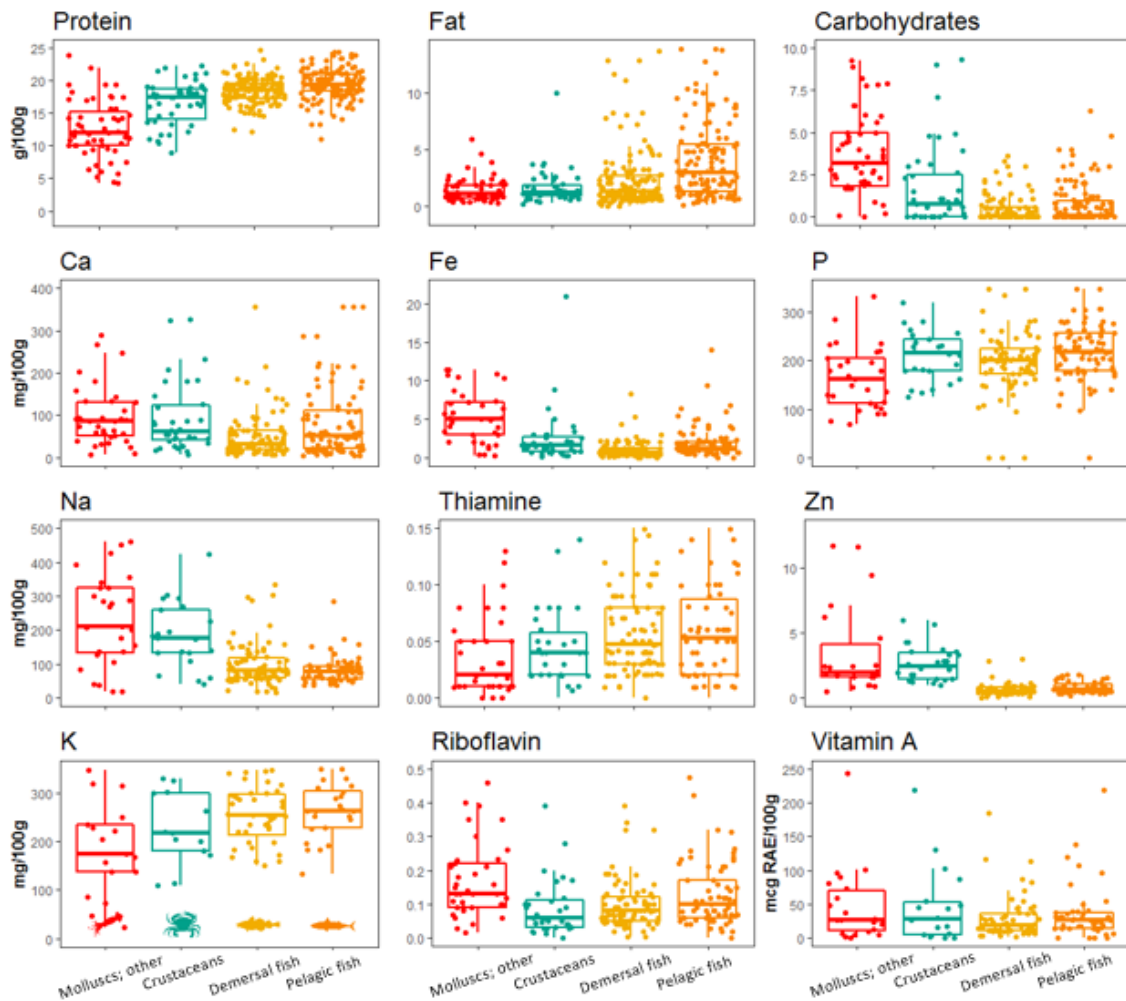 Protein
Fat
Carbohydrates
g/100g
25
20
15
10
5
0
10
5
0
10.0
7.5
5.0
2.5
0.0
Ca
Fe
P
mg/100g
400
300
200
100
0
20
15
10
5
0
300
200
100
0
Na
Thiamine
Zn
mg/100g
500
400
300
200
100
0
0.15
0.10
0.05
0.00
10
5
0
K
Riboflavin
Vitamin A
mg/100g
300
200
100
0
0.5
0.4
0.3
0.2
0.1
0.0
mcg RAE/100g
250
200
150
100
50
0
Molluscs; other
Crustaceans
Demersal fish
Pelagic fish
Molluscs; other
Crustaceans
Demersal fish
Pelagic fish
Molluscs; other
Crustaceans
Demersal fish
Pelagic fish